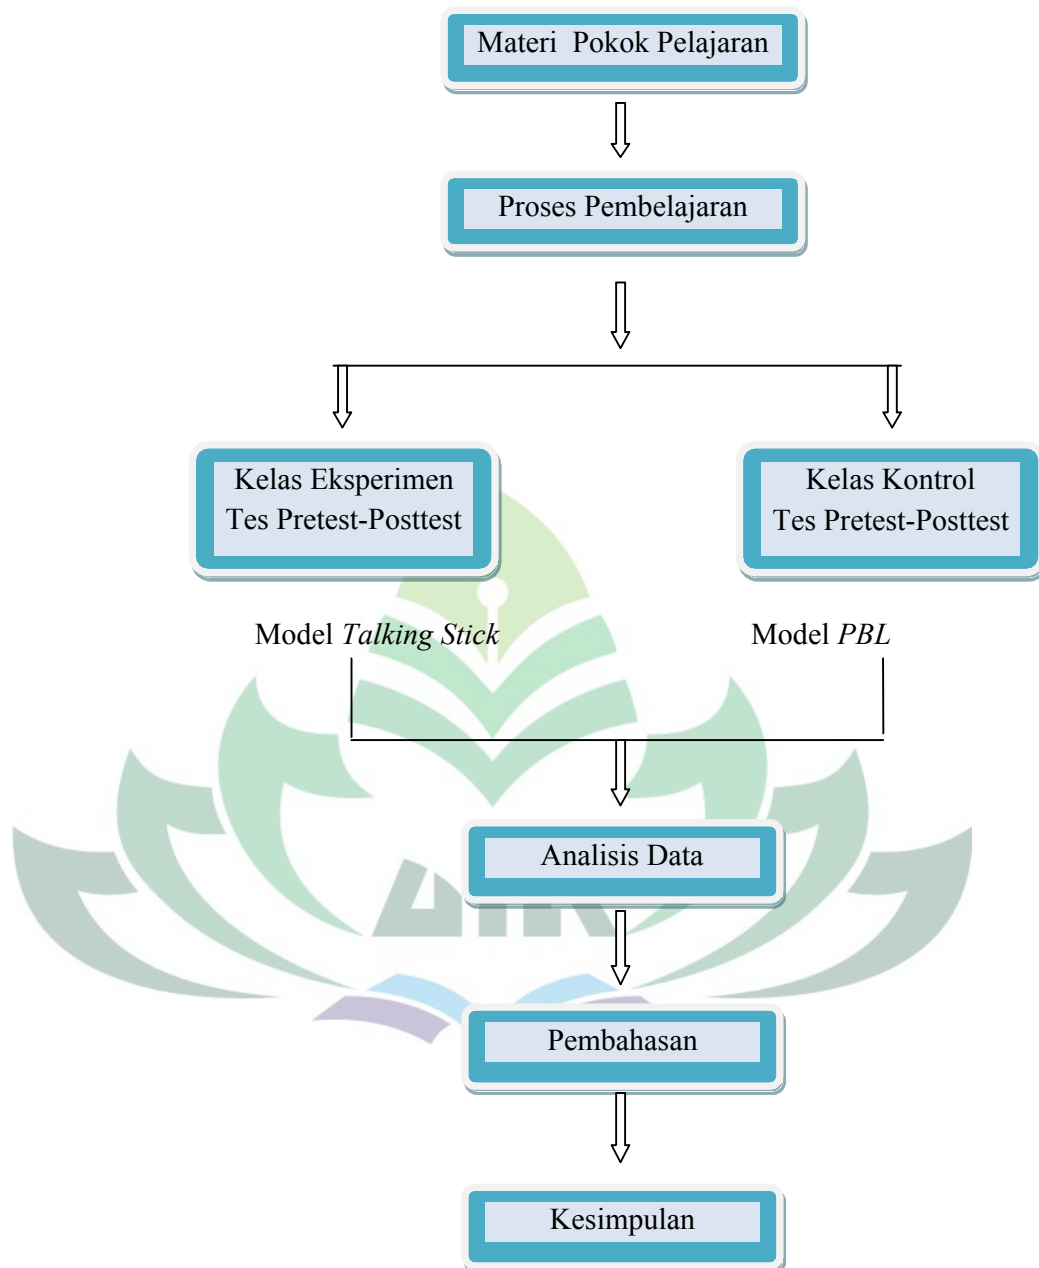 Materi Pokok Pelajaran
Proses Pembelajaran
Kelas Eksperimen
Tes Pretest-Posttest
Kelas Kontrol
Tes Pretest-Posttest
Model Talking Stick
Model PBL
Analisis Data
Pembahasan
Kesimpulan